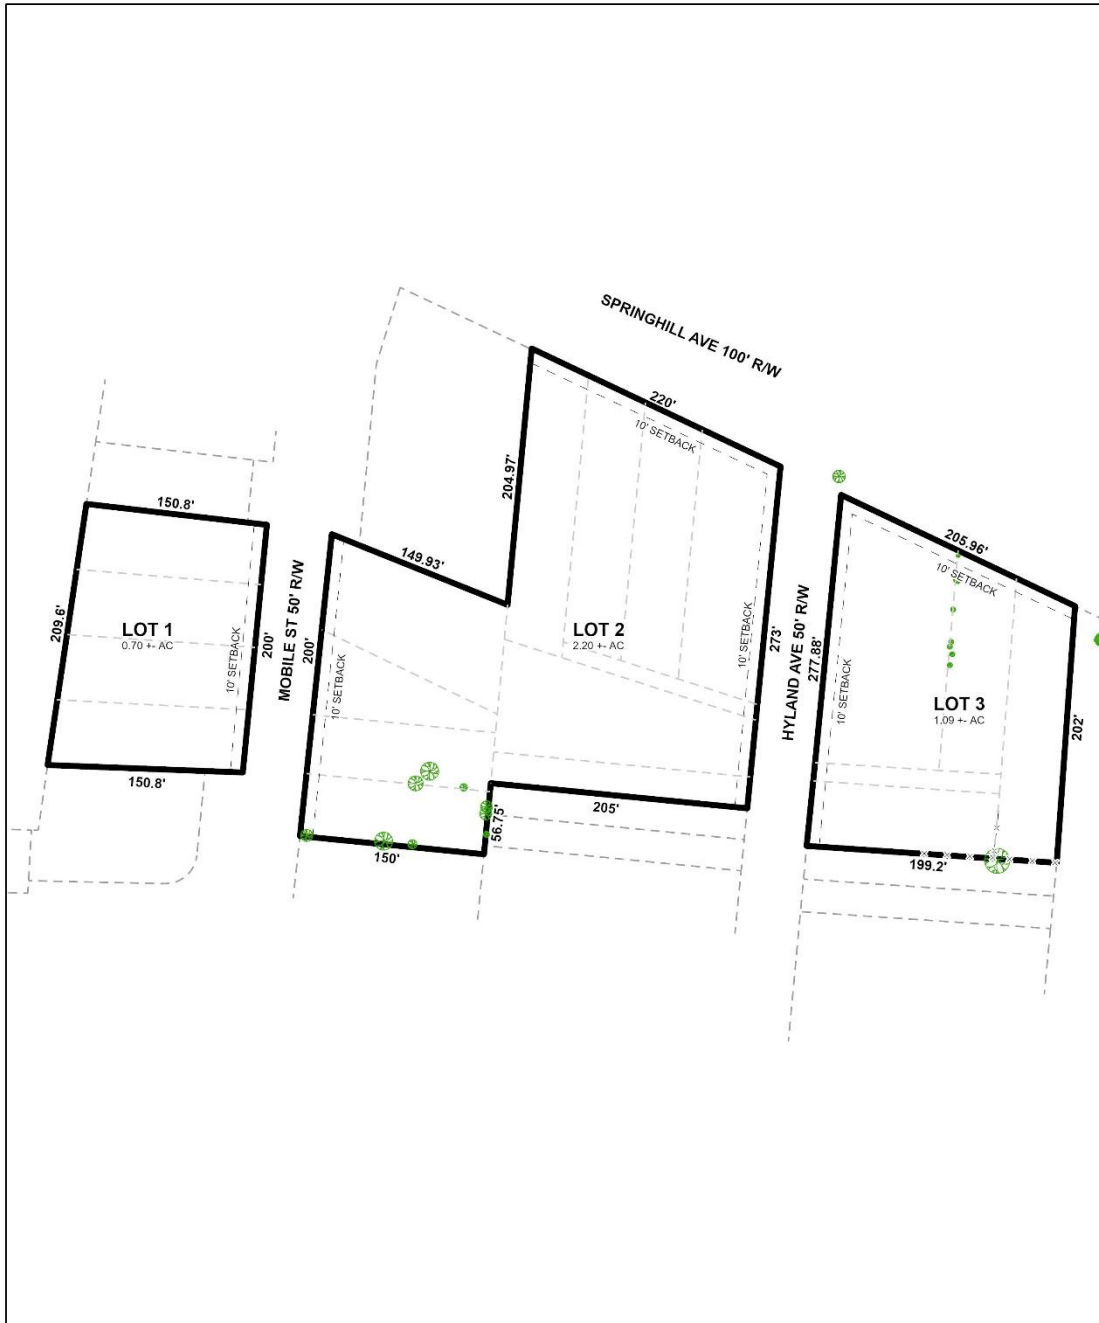 SPRINGHILL AVE 100' R/W
220'
10' SETBACK
204.97'
150.8'
149.93'
205.96'
10' SETBACK
209.6'
LOT 1
0.70 +- AC
10' SETBACK
200'
MOBILE ST 50' R/W
200'
10' SETBACK
LOT 2
2.20 +- AC
10' SETBACK
273'
HYLAND AVE 50' R/W
277.88'
10' SETBACK
LOT 3
1.09 +- AC
202'
150.8'
56.75'
205'
150'
199.2'